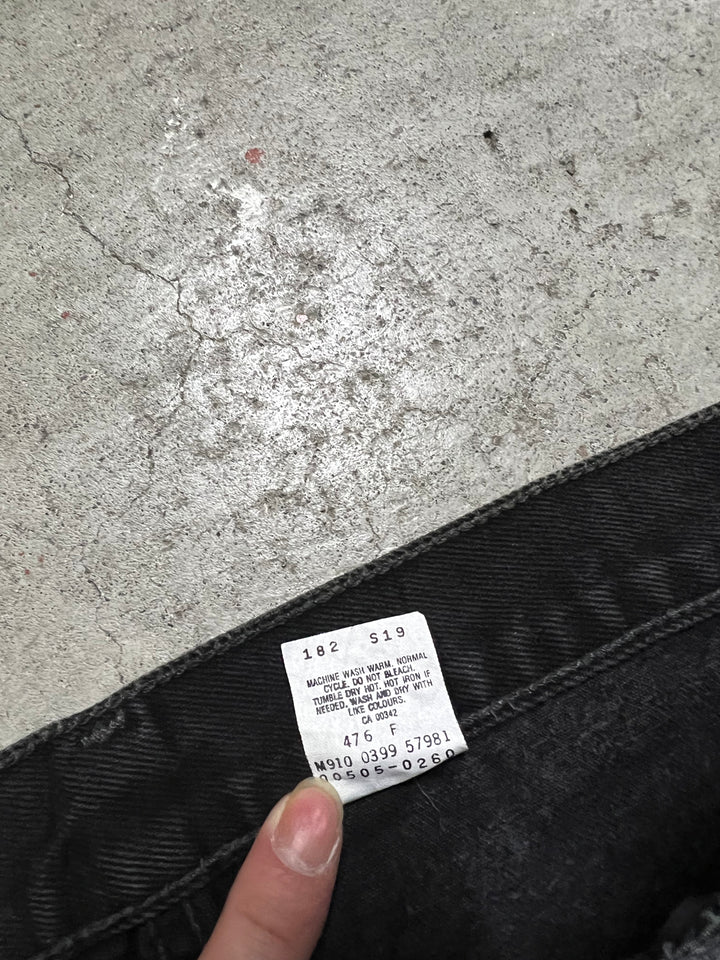 182 S19
MACHINE WASH WARM. NORMAL
CYCLE. DO NOT BLEACH.
TUMBLE DRY HOT. HOT IRON IF
NEEDED. WASH AND DRY WITH
LIKE COLOURS.
CA 00342
476 F
M910 0399 57981
00505-0260